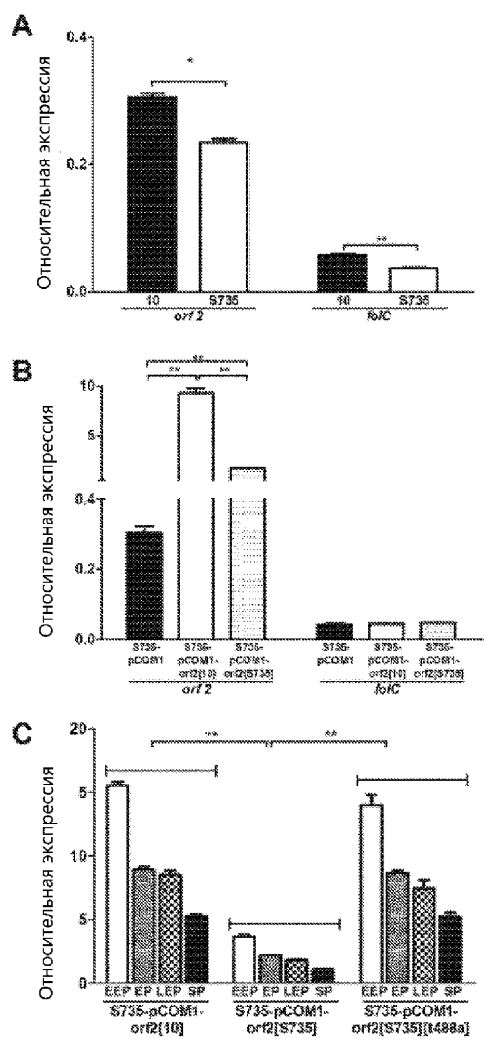 A
Относительная экспрессия
0.4
0.2
0.0
*
**
10 S735 10 S735
orf 2 folC
B
Относительная экспрессия
10
5
0.4
0.2
0.0
**
** **
S735-pCOM1 S735-pCOM1-orf2[10] S735-pCOM1-orf2[S735] S735-pCOM1 S735-pCOM1-orf2[10] S735-pCOM1-orf2[S735]
orf 2 folC
C
Относительная экспрессия
20
5
10
5
0
** **
EEP EP LEP SP EEP EP LEP SP EEP EP LEP SP
S735-pCOM1- S735-pCOM1- S735-pCOM1-
orf2[10] orf2[S735] orf2[S735][t488a]